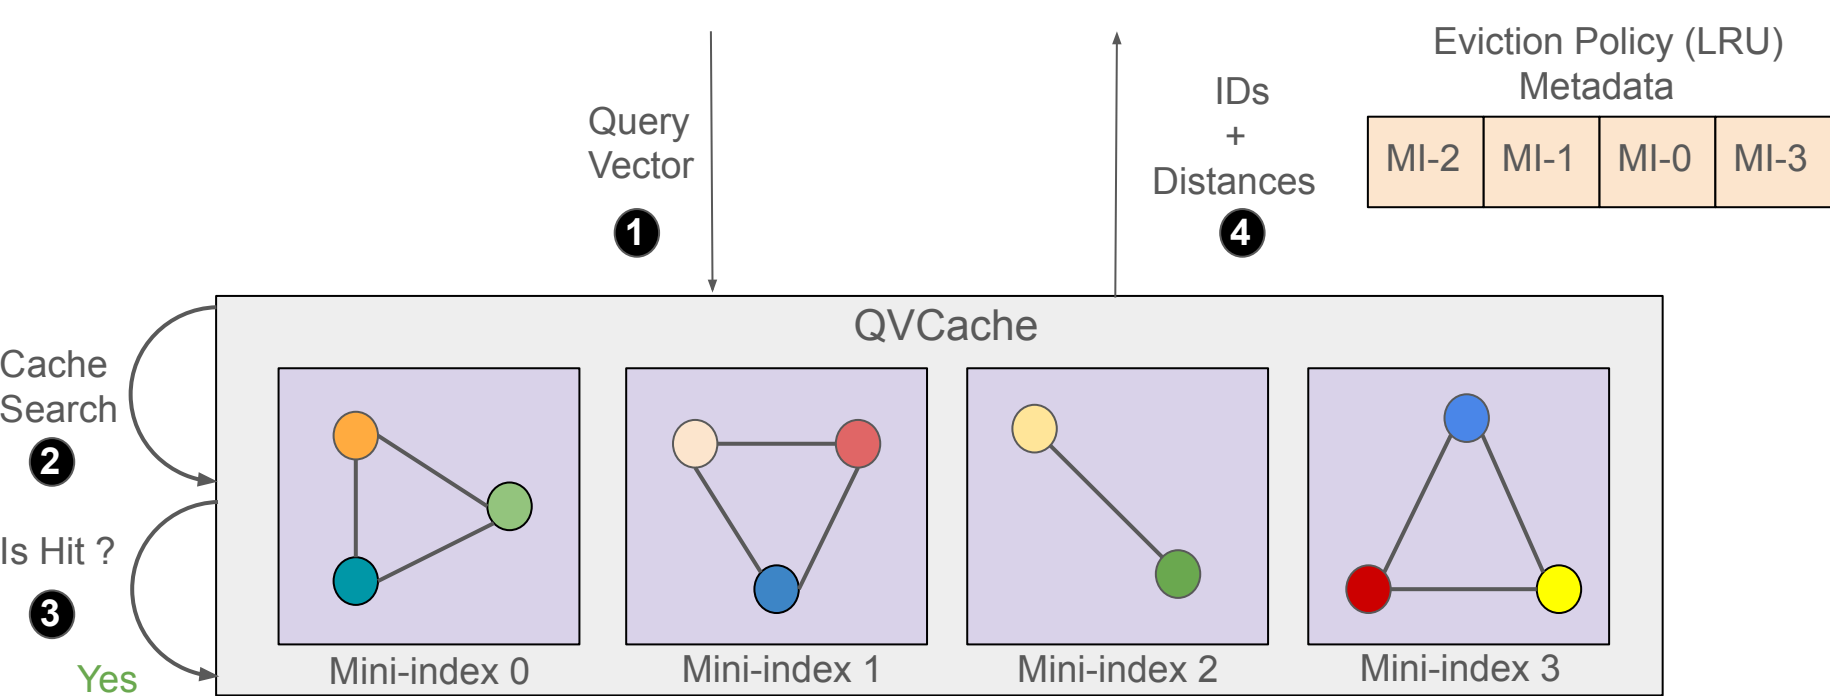 Query
Vector
1
IDs
+
Distances
4
Eviction Policy (LRU)
Metadata
MI-2 MI-1 MI-0 MI-3
QVCache
Cache
Search
2
Is Hit ?
3
Yes
Mini-index 0 Mini-index 1 Mini-index 2 Mini-index 3